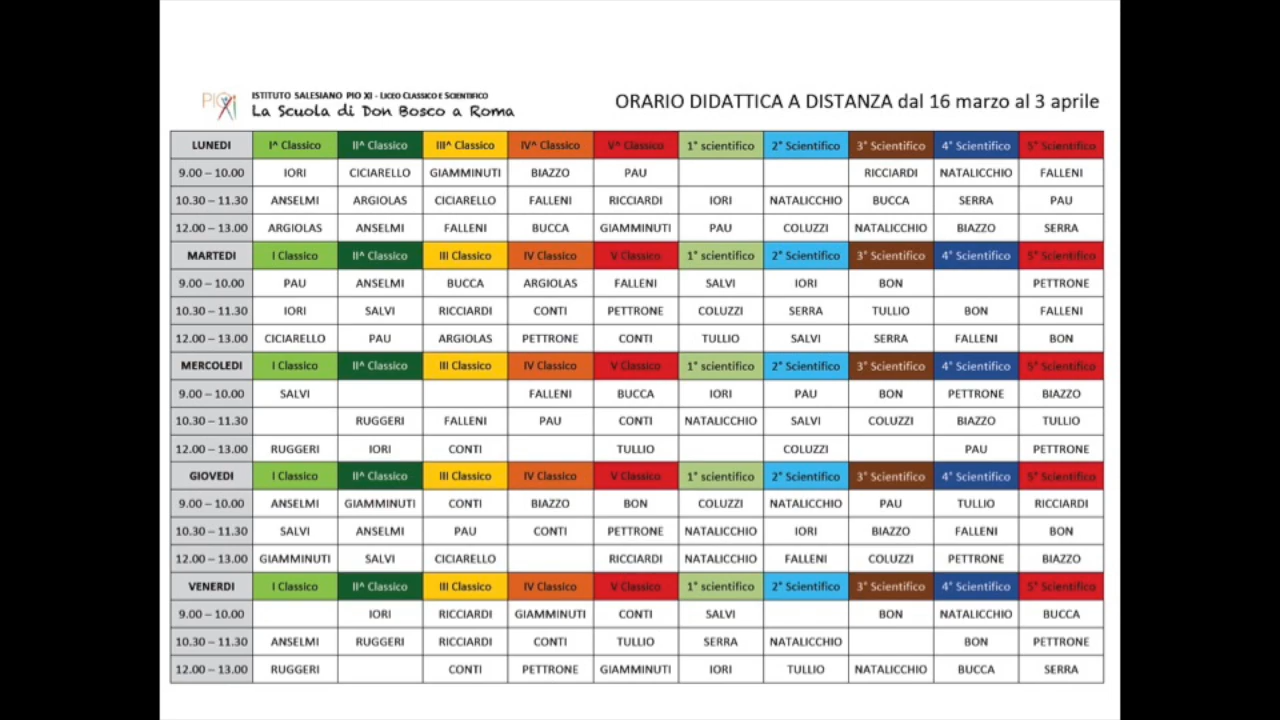 PIOXI
ISTITUTO SALESIANO PIO XI - LICEO CLASSICO E SCIENTIFICO
La Scuola di Don Bosco a Roma
ORARIO DIDATTICA A DISTANZA dal 16 marzo al 3 aprile
LUNEDI I^ Classico II^ Classico III^ Classico IV^ Classico V^ Classico 1° scientifico 2° Scientifico 3° Scientifico 4° Scientifico 5° Scientifico
9.00 – 10.00 IORI CICIARELLO GIAMMINUTI BIAZZO PAU RICCIARDI NATALICCHIO FALLENI
10.30 – 11.30 ANSELMI ARGIOLAS CICIARELLO FALLENI RICCIARDI IORI NATALICCHIO BUCCA SERRA PAU
12.00 – 13.00 ARGIOLAS ANSELMI FALLENI BUCCA GIAMMINUTI PAU COLUZZI NATALICCHIO BIAZZO SERRA
MARTEDI I Classico II^ Classico III Classico IV Classico V Classico 1° scientifico 2° Scientifico 3° Scientifico 4° Scientifico 5° Scientifico
9.00 – 10.00 PAU ANSELMI BUCCA ARGIOLAS FALLENI SALVI IORI BON PETTRONE
10.30 – 11.30 IORI SALVI RICCIARDI CONTI PETTRONE COLUZZI SERRA TULLIO BON FALLENI
12.00 – 13.00 CICIARELLO PAU ARGIOLAS PETTRONE CONTI TULLIO SALVI SERRA FALLENI BON
MERCOLEDI I Classico II^ Classico III Classico IV Classico V Classico 1° scientifico 2° Scientifico 3° Scientifico 4° Scientifico 5° Scientifico
9.00 – 10.00 SALVI FALLENI BUCCA IORI PAU BON PETTRONE BIAZZO
10.30 – 11.30 RUGGERI FALLENI PAU CONTI NATALICCHIO SALVI COLUZZI BIAZZO TULLIO
12.00 – 13.00 RUGGERI IORI CONTI TULLIO COLUZZI PAU PETTRONE
GIOVEDI I Classico II^ Classico III Classico IV Classico V Classico 1° scientifico 2° Scientifico 3° Scientifico 4° Scientifico 5° Scientifico
9.00 – 10.00 ANSELMI GIAMMINUTI CONTI BIAZZO BON COLUZZI NATALICCHIO PAU TULLIO RICCIARDI
10.30 – 11.30 SALVI ANSELMI PAU CONTI PETTRONE NATALICCHIO IORI BIAZZO FALLENI BON
12.00 – 13.00 GIAMMINUTI SALVI CICIARELLO RICCIARDI NATALICCHIO FALLENI COLUZZI PETTRONE BIAZZO
VENERDI I Classico II^ Classico III Classico IV Classico V Classico 1° scientifico 2° Scientifico 3° Scientifico 4° Scientifico 5° Scientifico
9.00 – 10.00 IORI RICCIARDI GIAMMINUTI CONTI SALVI BON NATALICCHIO BUCCA
10.30 – 11.30 ANSELMI RUGGERI RICCIARDI CONTI TULLIO SERRA NATALICCHIO BON PETTRONE
12.00 – 13.00 RUGGERI CONTI PETTRONE GIAMMINUTI IORI TULLIO NATALICCHIO BUCCA SERRA